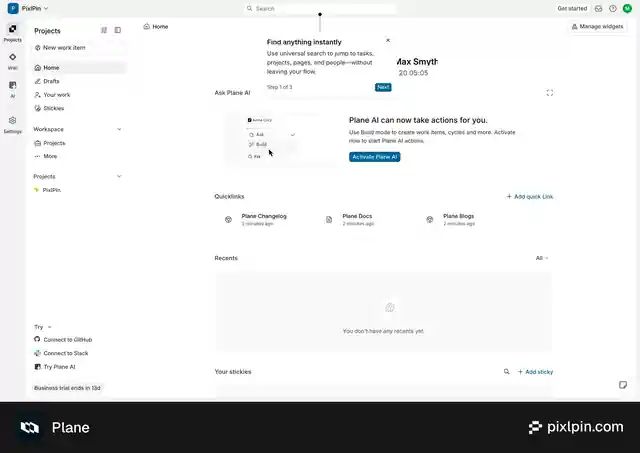 PixlPin
Search
Get started
M
Projects
Wiki
AI
Settings
Projects
New work item
Home
Drafts
Your work
Stickies
Workspace
Projects
More
Projects
PixlPin
Try
Connect to GitHub
Connect to Slack
Try Plane AI
Business trial ends in 13d
Home
Manage widgets
Find anything instantly
Use universal search to jump to tasks,
projects, pages, and people—without
leaving your flow.
Step 1 of 3
Next
Max Smyth
20 05:05
Ask Plane AI
Ask
Build
Plane AI can now take actions for you.
Use Build mode to create work items, cycles and more. Activate
now to start Plane AI actions.
Activate Plane AI
Quicklinks
+ Add quick Link
Plane Changelog
2 minutes ago
Plane Docs
2 minutes ago
Plane Blogs
2 minutes ago
Recents
All
You don't have any recents yet.
Your stickies
+ Add sticky
Plane
pixlpin.com